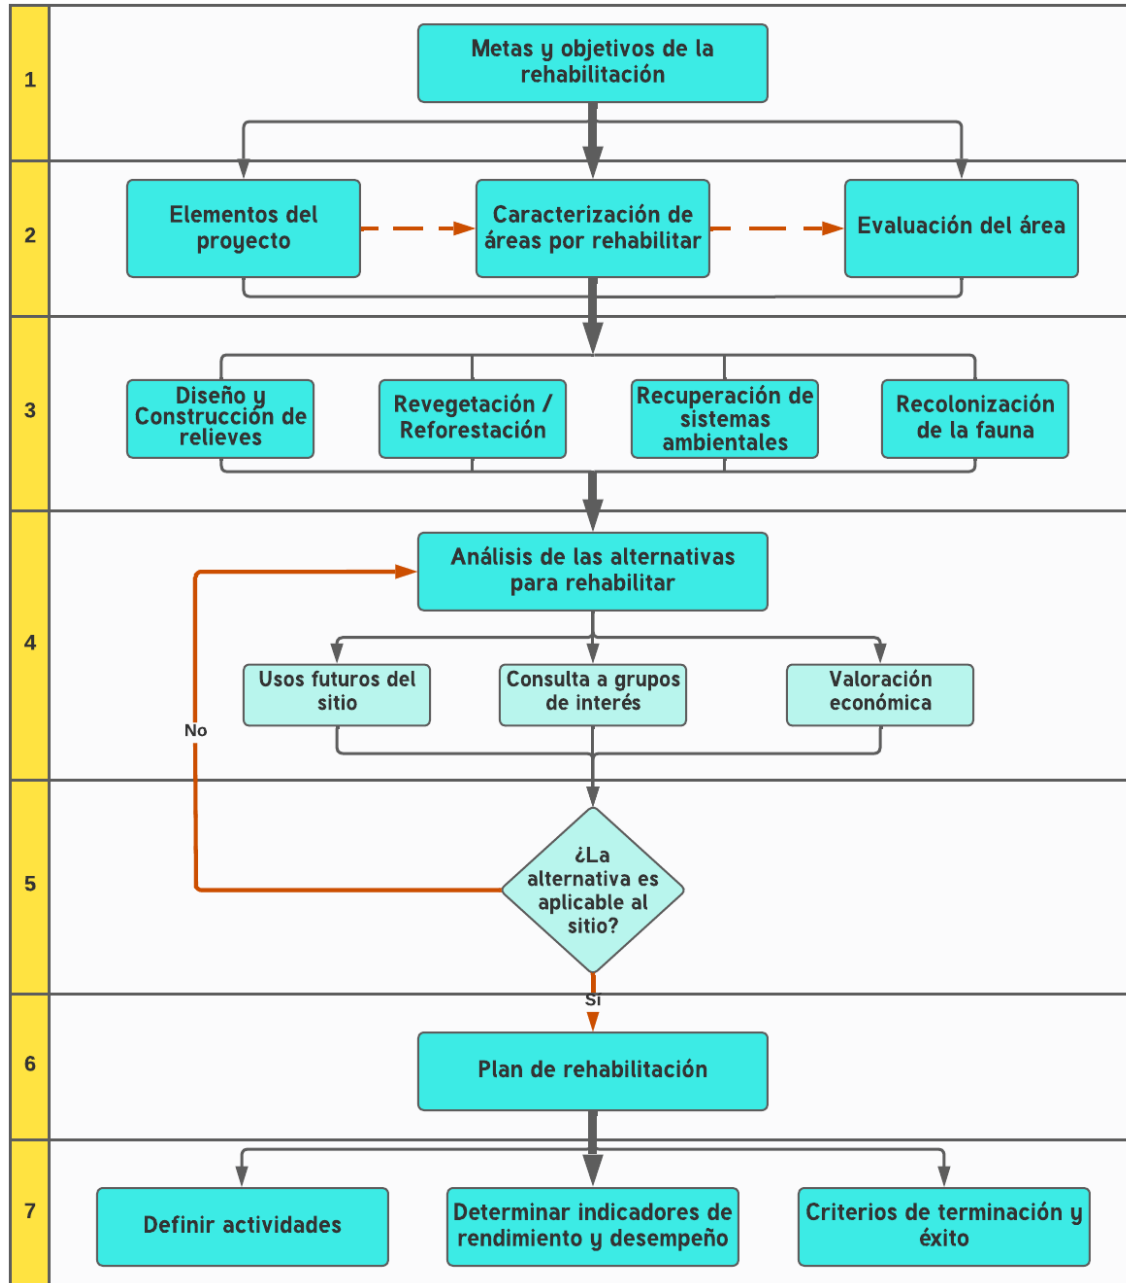 1
Metas y objetivos de la
rehabilitación
2
Elementos del
proyecto
Caracterización de
áreas por rehabilitar
Evaluación del área
3
Diseño y
Construcción de
relieves
Revegetación /
Reforestación
Recuperación de
sistemas
ambientales
Recolonización
de la fauna
4
Análisis de las alternativas
para rehabilitar
Usos futuros del
sitio
Consulta a grupos
de interés
Valoración
económica
No
5
¿La
alternativa es
aplicable al
sitio?
Sí
6
Plan de rehabilitación
7
Definir actividades
Determinar indicadores de
rendimiento y desempeño
Criterios de terminación y
éxito